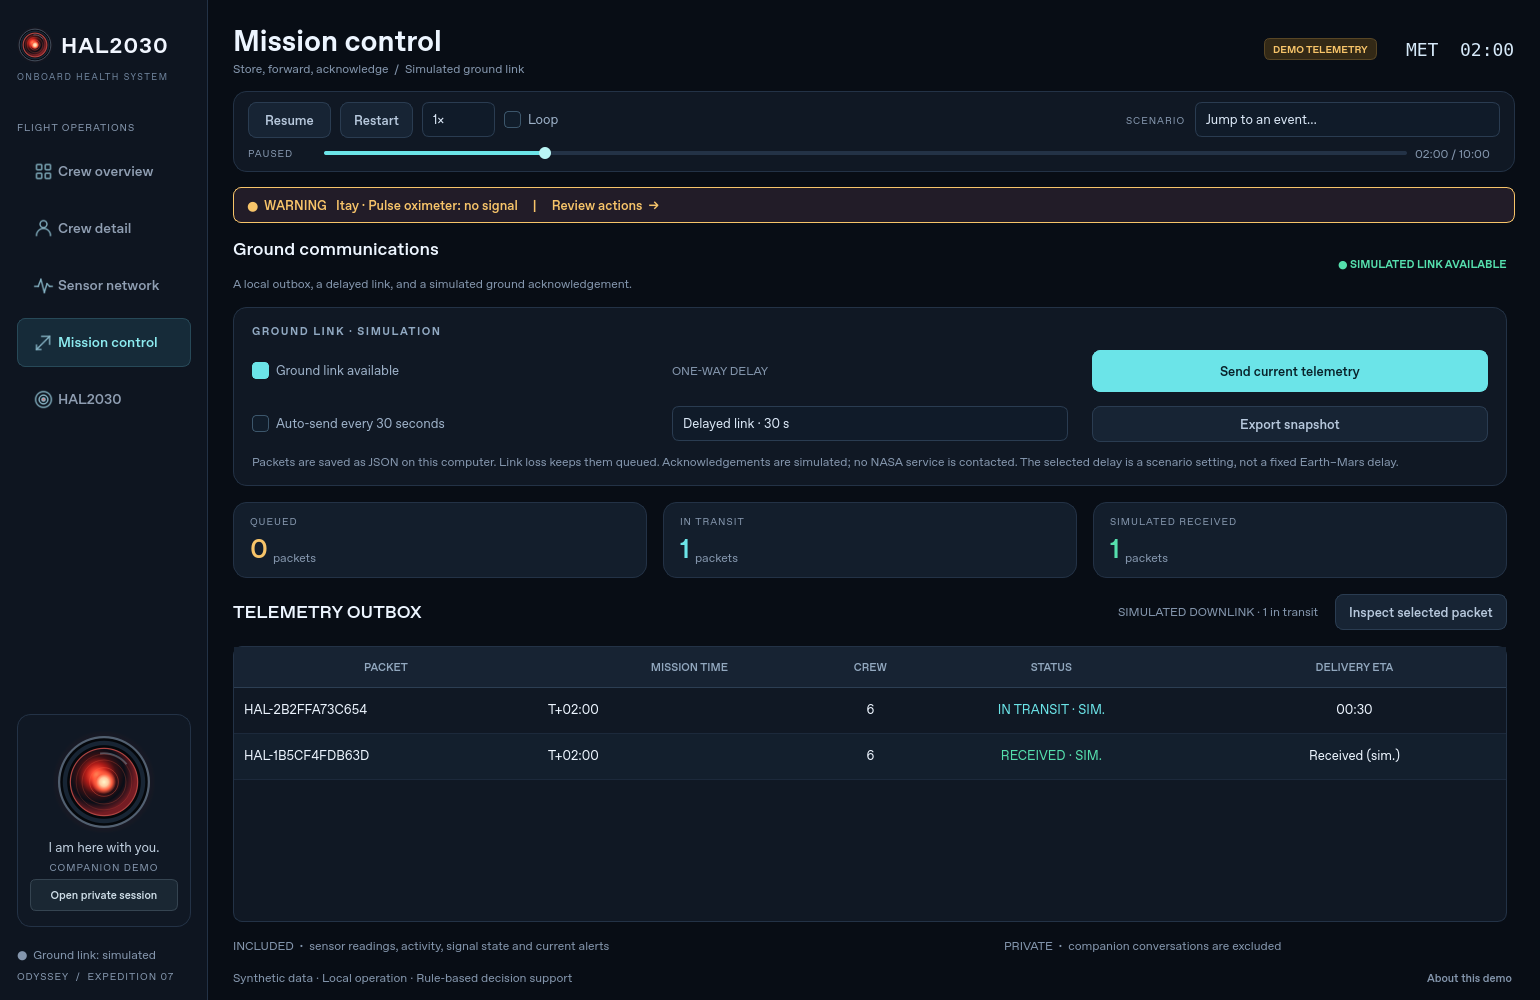 HAL2030
ONBOARD HEALTH SYSTEM
FLIGHT OPERATIONS
Crew overview
Crew detail
Sensor network
Mission control
HAL2030
I am here with you.
COMPANION DEMO
Open private session
Ground link: simulated
ODYSSEY / EXPEDITION 07
Mission control
Store, forward, acknowledge / Simulated ground link
DEMO TELEMETRY
MET 02:00
Resume
Restart
1×
Loop
SCENARIO
Jump to an event...
PAUSED
02:00 / 10:00
WARNING Itay · Pulse oximeter: no signal | Review actions →
Ground communications
SIMULATED LINK AVAILABLE
A local outbox, a delayed link, and a simulated ground acknowledgement.
GROUND LINK · SIMULATION
Ground link available
ONE-WAY DELAY
Send current telemetry
Auto-send every 30 seconds
Delayed link · 30 s
Export snapshot
Packets are saved as JSON on this computer. Link loss keeps them queued. Acknowledgements are simulated; no NASA service is contacted. The selected delay is a scenario setting, not a fixed Earth–Mars delay.
QUEUED
0 packets
IN TRANSIT
1 packets
SIMULATED RECEIVED
1 packets
TELEMETRY OUTBOX
SIMULATED DOWNLINK · 1 in transit
Inspect selected packet
PACKET MISSION TIME CREW STATUS DELIVERY ETA
HAL-2B2FFA73C654 T+02:00 6 IN TRANSIT · SIM. 00:30
HAL-1B5CF4FDB63D T+02:00 6 RECEIVED · SIM. Received (sim.)
INCLUDED • sensor readings, activity, signal state and current alerts
PRIVATE • companion conversations are excluded
Synthetic data · Local operation · Rule-based decision support
About this demo